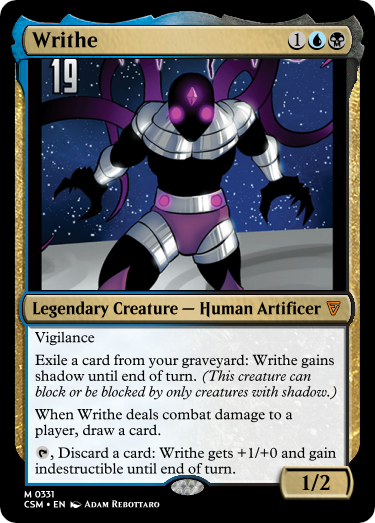 Writhe 1
19
Legendary Creature — Human Artificer
Vigilance
Exile a card from your graveyard: Writhe gains
shadow until end of turn. (This creature can
block or be blocked by only creatures with shadow.)
When Writhe deals combat damage to a
player, draw a card.
, Discard a card: Writhe gets +1/+0 and gain
indestructible until end of turn.
1/2
M 0331
CSM • EN Adam Rebottaro